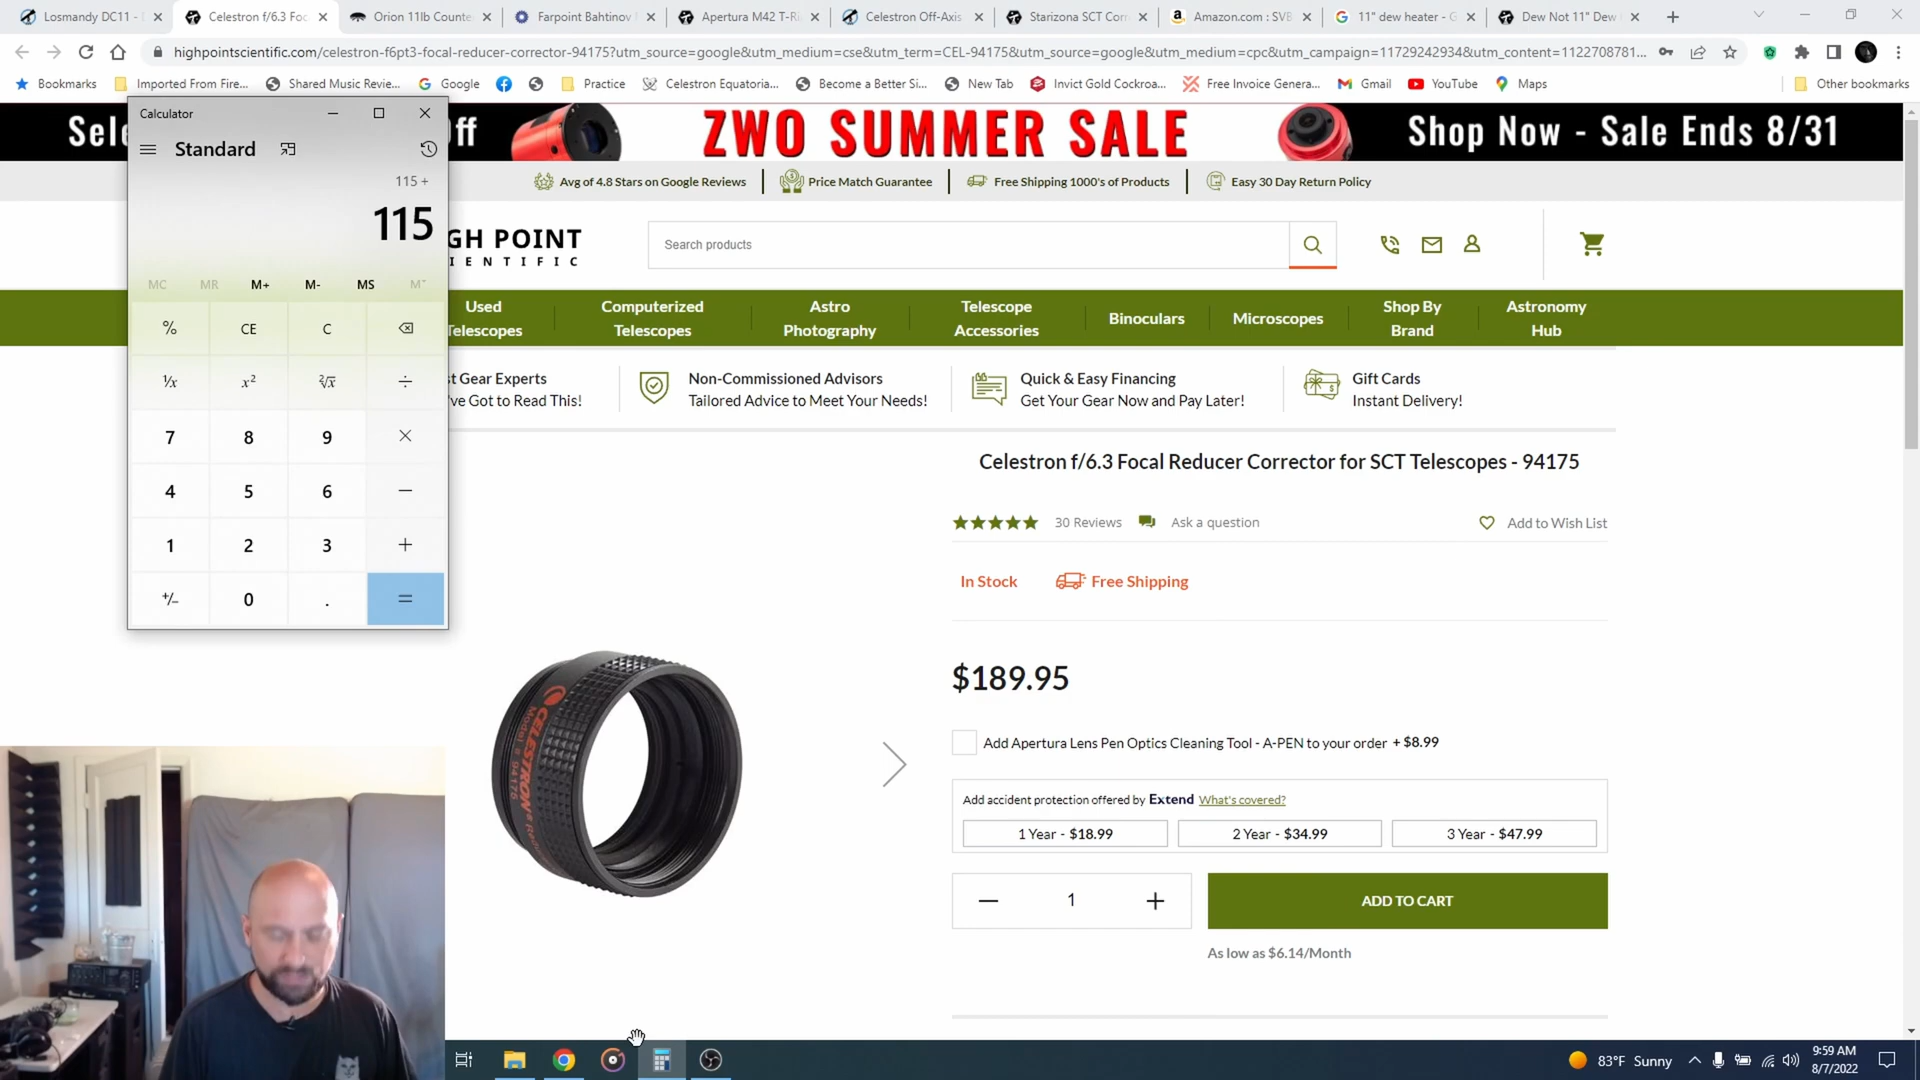 Losmandy DC11 -
Celestron f/6.3 Foc
Orion 11lb Counte
Farpoint Bahtinov
Apertura M42 T-Ri
Celestron Off-Axis
Starizona SCT Corr
Amazon.com : SVB
11" dew heater - G
Dew Not 11" Dew
highpointscientific.com/celestron-f6pt3-focal-reducer-corrector-94175?utm_source=google&utm_medium=cse&utm_term=CEL-94175&utm_source=google&utm_medium=cpc&utm_campaign=11729242934&utm_content=1122708781...
Bookmarks
Imported From Fire...
Shared Music Revie...
Google
Practice
Celestron Equatoria...
Become a Better Si...
New Tab
Invict Gold Cockroa...
Free Invoice Genera...
Gmail
YouTube
Maps
Other bookmarks
Sele
ff
ZWO SUMMER SALE
Shop Now - Sale Ends 8/31
Calculator
Standard
115 +
115
MC MR M+ M- MS M˅
% CE C
¹/x x² ²√x ÷
7 8 9 ×
4 5 6 −
1 2 3 +
+/− 0 . =
Avg of 4.8 Stars on Google Reviews
Price Match Guarantee
Free Shipping 1000's of Products
Easy 30 Day Return Policy
GH POINT
IENTIFIC
Search products
Used
Telescopes
Computerized
Telescopes
Astro
Photography
Telescope
Accessories
Binoculars
Microscopes
Shop By
Brand
Astronomy
Hub
t Gear Experts
've Got to Read This!
Non-Commissioned Advisors
Tailored Advice to Meet Your Needs!
Quick & Easy Financing
Get Your Gear Now and Pay Later!
Gift Cards
Instant Delivery!
Celestron f/6.3 Focal Reducer Corrector for SCT Telescopes - 94175
30 Reviews
Ask a question
Add to Wish List
In Stock
Free Shipping
$189.95
Add Apertura Lens Pen Optics Cleaning Tool - A-PEN to your order + $8.99
Add accident protection offered by Extend What's covered?
1 Year - $18.99
2 Year - $34.99
3 Year - $47.99
1
ADD TO CART
As low as $6.14/Month
CELESTRON
Model # 94175
83°F Sunny
9:59 AM
8/7/2022